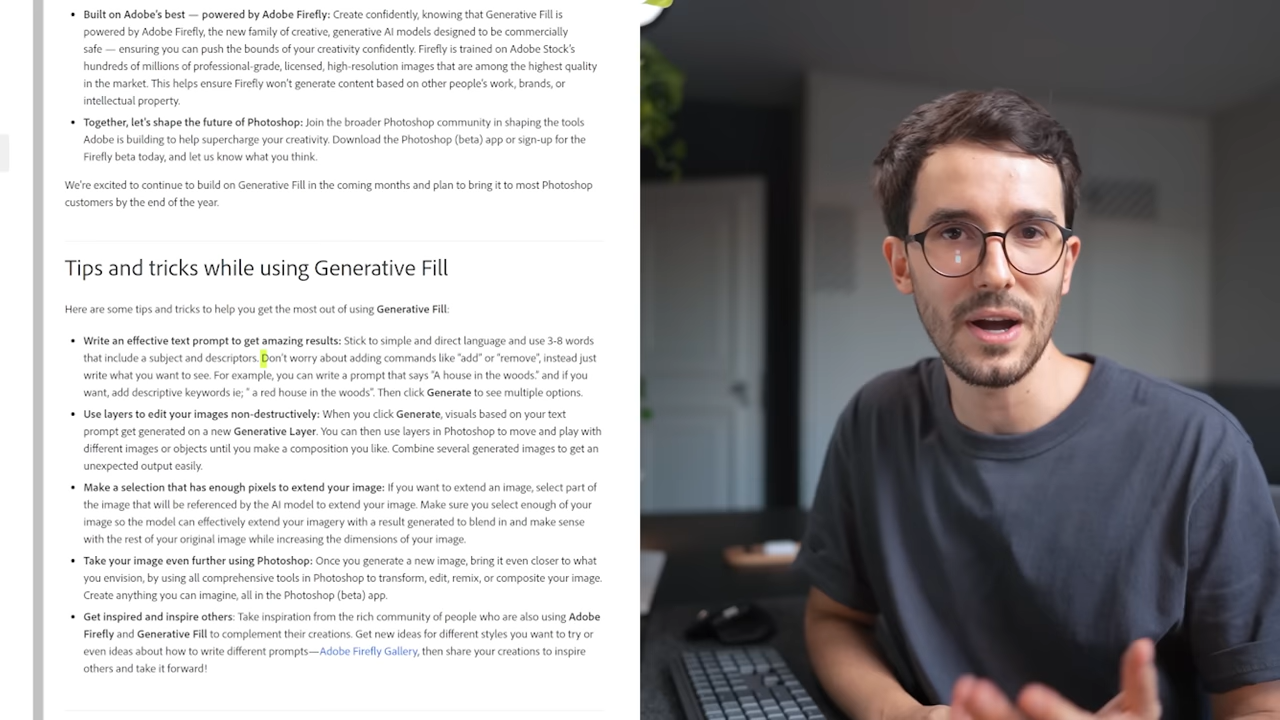 • Built on Adobe's best — powered by Adobe Firefly: Create confidently, knowing that Generative Fill is
powered by Adobe Firefly, the new family of creative, generative AI models designed to be commercially
safe — ensuring you can push the bounds of your creativity confidently. Firefly is trained on Adobe Stock's
hundreds of millions of professional-grade, licensed, high-resolution images that are among the highest quality
in the market. This helps ensure Firefly won't generate content based on other people's work, brands, or
intellectual property.
• Together, let's shape the future of Photoshop: Join the broader Photoshop community in shaping the tools
Adobe is building to help supercharge your creativity. Download the Photoshop (beta) app or sign-up for the
Firefly beta today, and let us know what you think.
We're excited to continue to build on Generative Fill in the coming months and plan to bring it to most Photoshop
customers by the end of the year.
Tips and tricks while using Generative Fill
Here are some tips and tricks to help you get the most out of using Generative Fill:
• Write an effective text prompt to get amazing results: Stick to simple and direct language and use 3-8 words
that include a subject and descriptors. Don't worry about adding commands like "add" or "remove", instead just
write what you want to see. For example, you can write a prompt that says "A house in the woods." and if you
want, add descriptive keywords ie; " a red house in the woods". Then click Generate to see multiple options.
• Use layers to edit your images non-destructively: When you click Generate, visuals based on your text
prompt get generated on a new Generative Layer. You can then use layers in Photoshop to move and play with
different images or objects until you make a composition you like. Combine several generated images to get an
unexpected output easily.
• Make a selection that has enough pixels to extend your image: If you want to extend an image, select part of
the image that will be referenced by the AI model to extend your image. Make sure you select enough of your
image so the model can effectively extend your imagery with a result generated to blend in and make sense
with the rest of your original image while increasing the dimensions of your image.
• Take your image even further using Photoshop: Once you generate a new image, bring it even closer to what
you envision, by using all comprehensive tools in Photoshop to transform, edit, remix, or composite your image.
Create anything you can imagine, all in the Photoshop (beta) app.
• Get inspired and inspire others: Take inspiration from the rich community of people who are also using Adobe
Firefly and Generative Fill to complement their creations. Get new ideas for different styles you want to try or
even ideas about how to write different prompts—Adobe Firefly Gallery, then share your creations to inspire
others and take it forward!